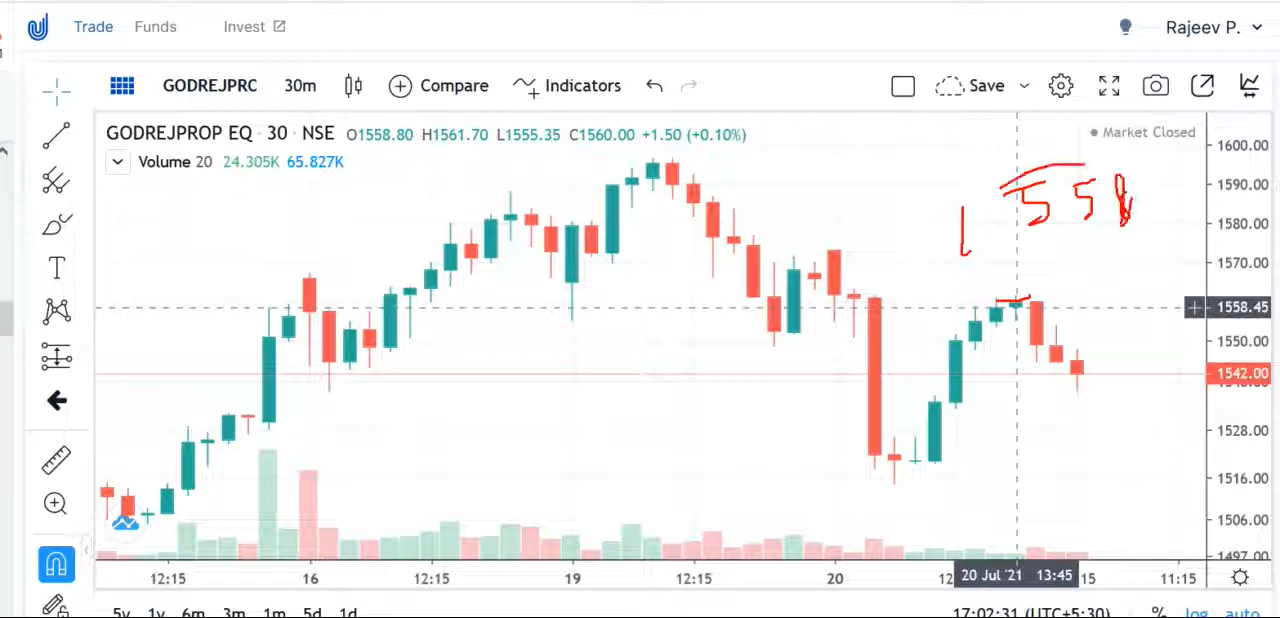 Trade Funds Invest Rajeev P.
GODREJPRC 30m Compare Indicators Save
GODREJPROP EQ · 30 · NSE O1558.80 H1561.70 L1555.35 C1560.00 +1.50 (+0.10%)
Market Closed
Volume 20 24.305K 65.827K
1600.00
1590.00
1 558
1580.00
1570.00
1558.45
1550.00
1542.00
1528.00
1516.00
1506.00
1497.00
12:15 16 12:15 19 12:15 20 12 20 Jul '21 13:45 15 11:15
5y 1y 6m 3m 1m 5d 1d 17:02:31 (UTC+5:30) % log auto